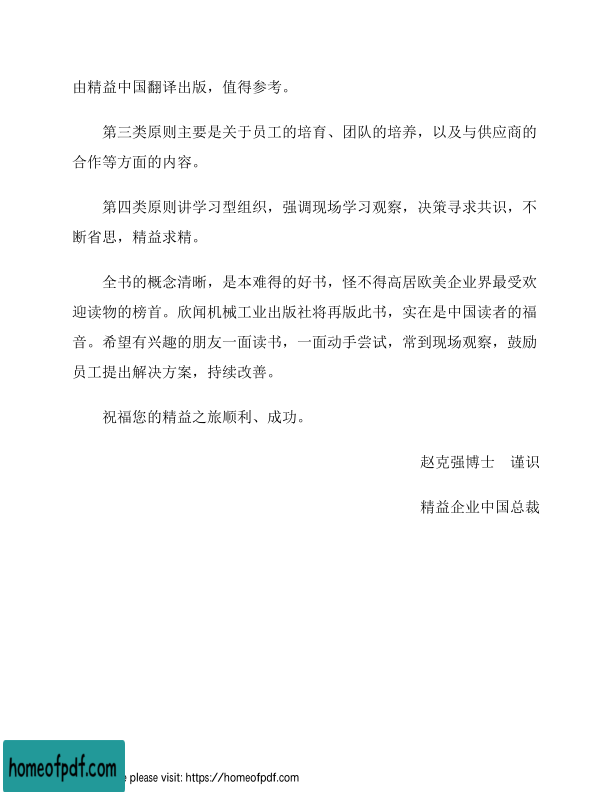 由精益中国翻译出版，值得参考。
第三类原则主要是关于员工的培育、团队的培养，以及与供应商的
合作等方面的内容。
第四类原则讲学习型组织，强调现场学习观察，决策寻求共识，不
断省思，精益求精。
全书的概念清晰，是本难得的好书，怪不得高居欧美企业界最受欢
迎读物的榜首。欣闻机械工业出版社将再版此书，实在是中国读者的福
音。希望有兴趣的朋友一面读书，一面动手尝试，常到现场观察，鼓励
员工提出解决方案，持续改善。
祝福您的精益之旅顺利、成功。
赵克强博士　谨识
精益企业中国总裁
homeofpdf.com
please visit: https://homeofpdf.com